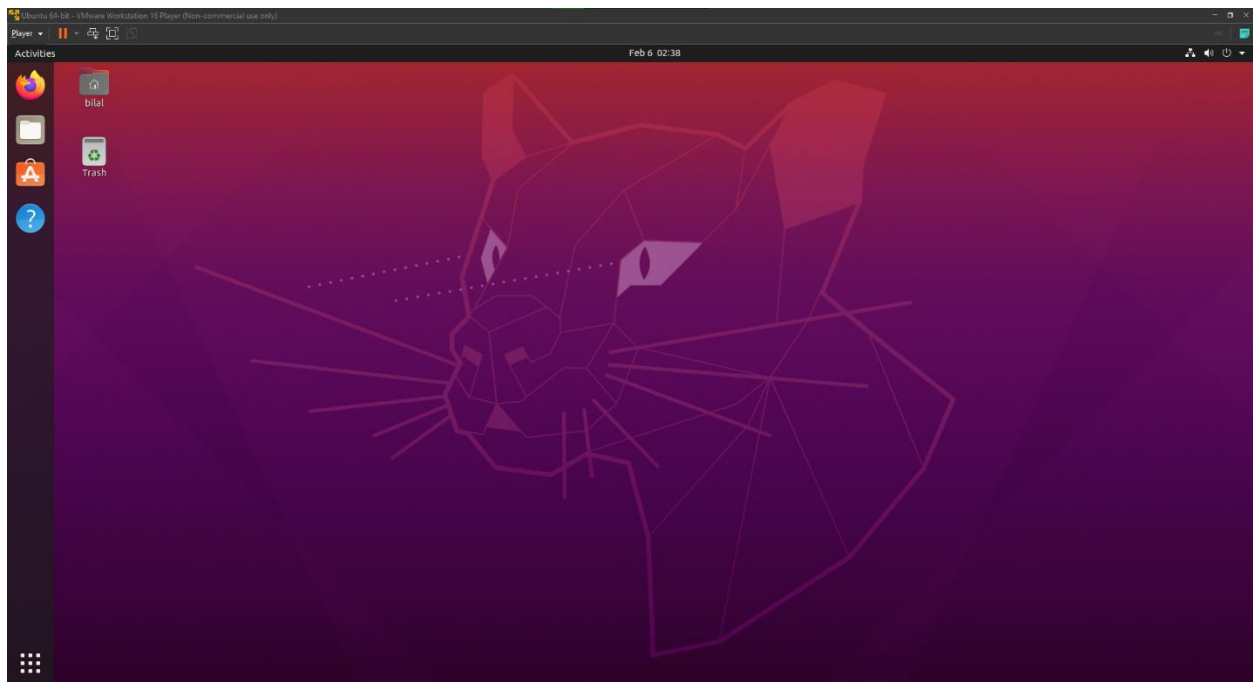 Ubuntu 64-bit - VMware Workstation 16 Player (Non-commercial use only)
Player
Activities
Feb 6 02:38
bilal
Trash